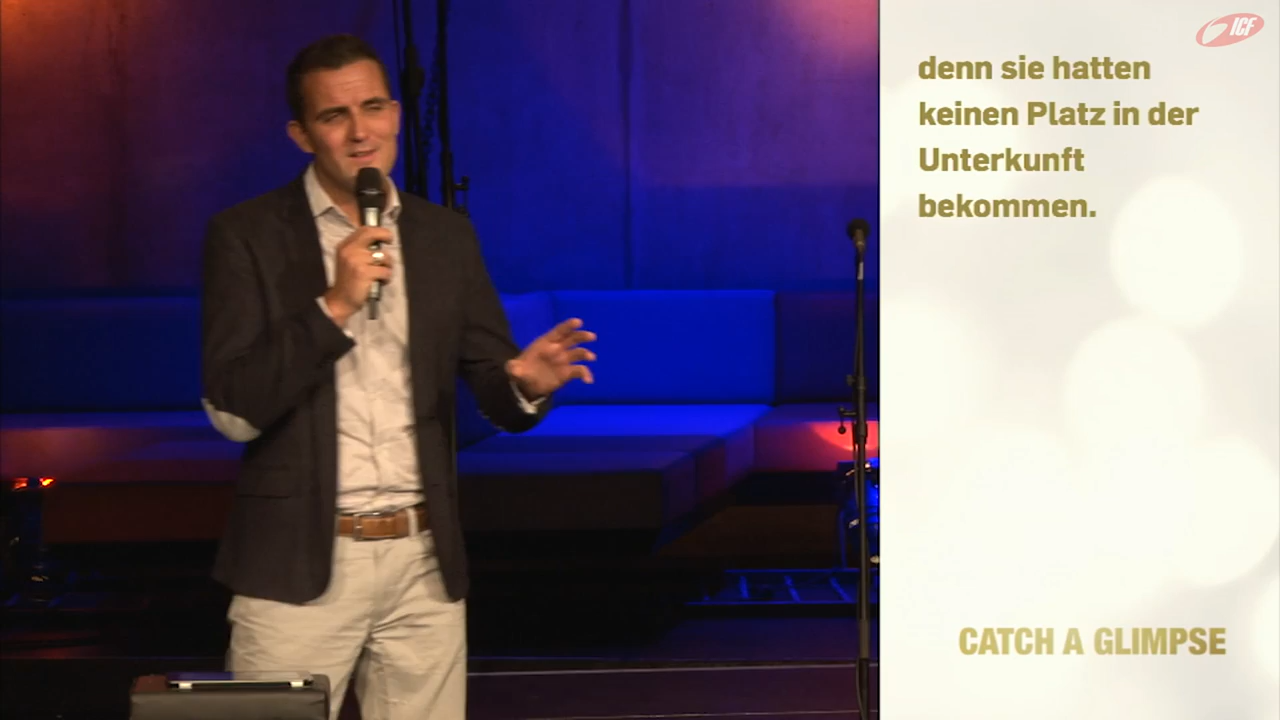 ICF
denn sie hatten
keinen Platz in der
Unterkunft
bekommen.
CATCH A GLIMPSE